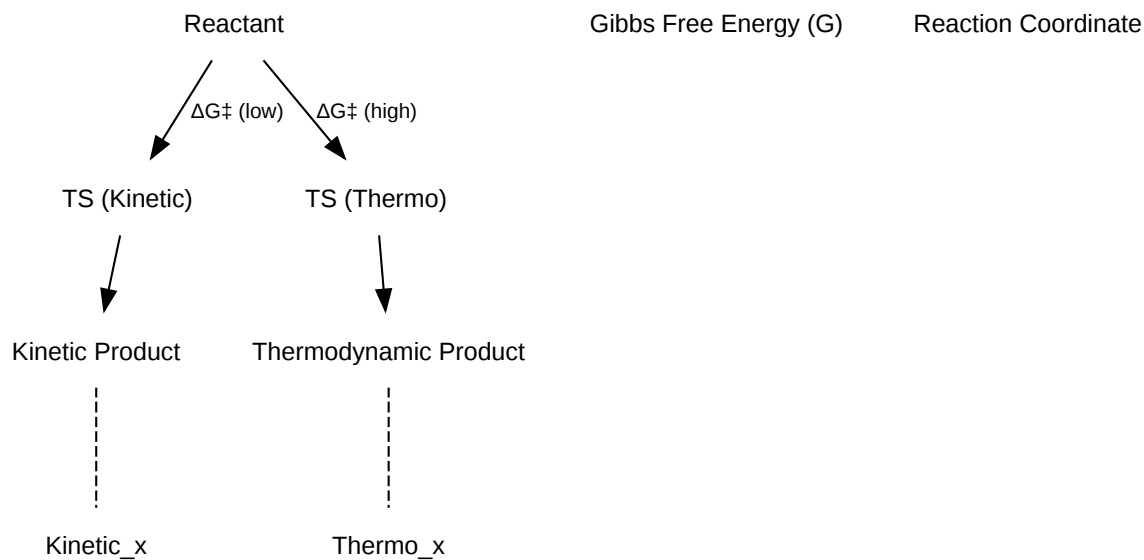 Reactant
Gibbs Free Energy (G)
Reaction Coordinate
ΔG‡ (low)
ΔG‡ (high)
TS (Kinetic)
TS (Thermo)
Kinetic Product
Thermodynamic Product
Kinetic_x
Thermo_x